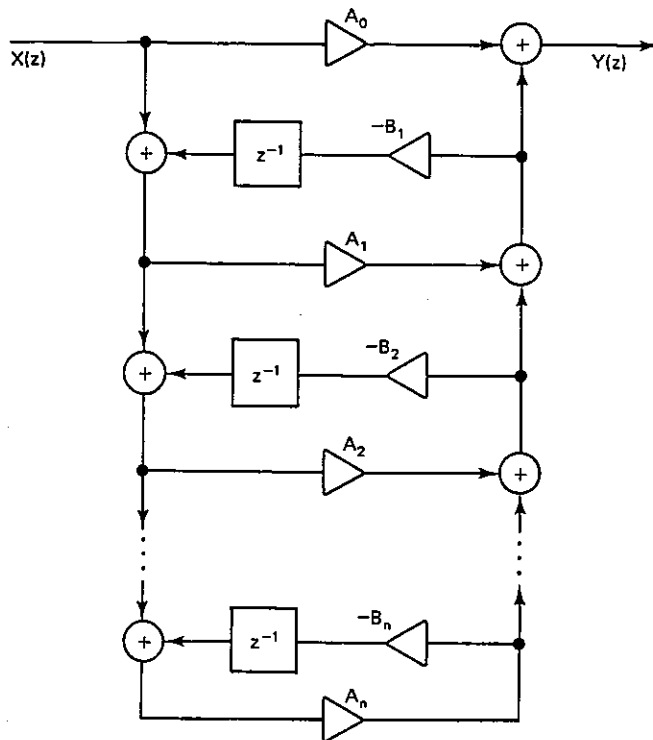 A₀
+
X(z)
Y(z)
−B₁
+
z⁻¹
A₁
+
−B₂
+
z⁻¹
A₂
+
−Bₙ
+
z⁻¹
Aₙ